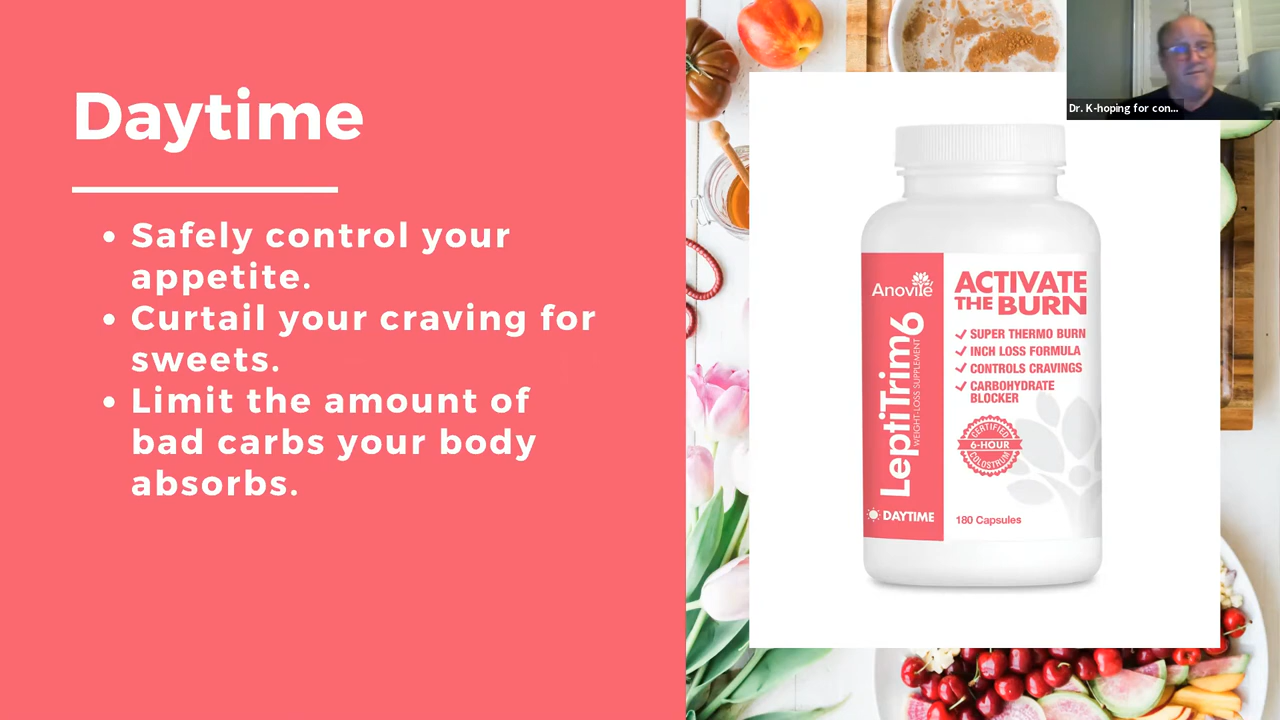 Daytime
• Safely control your
appetite.
• Curtail your craving for
sweets.
• Limit the amount of
bad carbs your body
absorbs.
Dr. K-hoping for con...
Anovite
LeptiTrim6
WEIGHT-LOSS SUPPLEMENT
DAYTIME
ACTIVATE
THE BURN
SUPER THERMO BURN
INCH LOSS FORMULA
CONTROLS CRAVINGS
CARBOHYDRATE
BLOCKER
CERTIFIED
6-HOUR
COLOSTRUM
180 Capsules